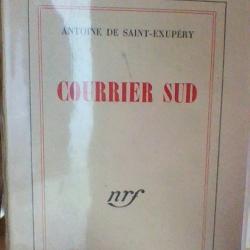 ANTOINE DE SAINT-EXUPÉRY
COURRIER SUD
nrf